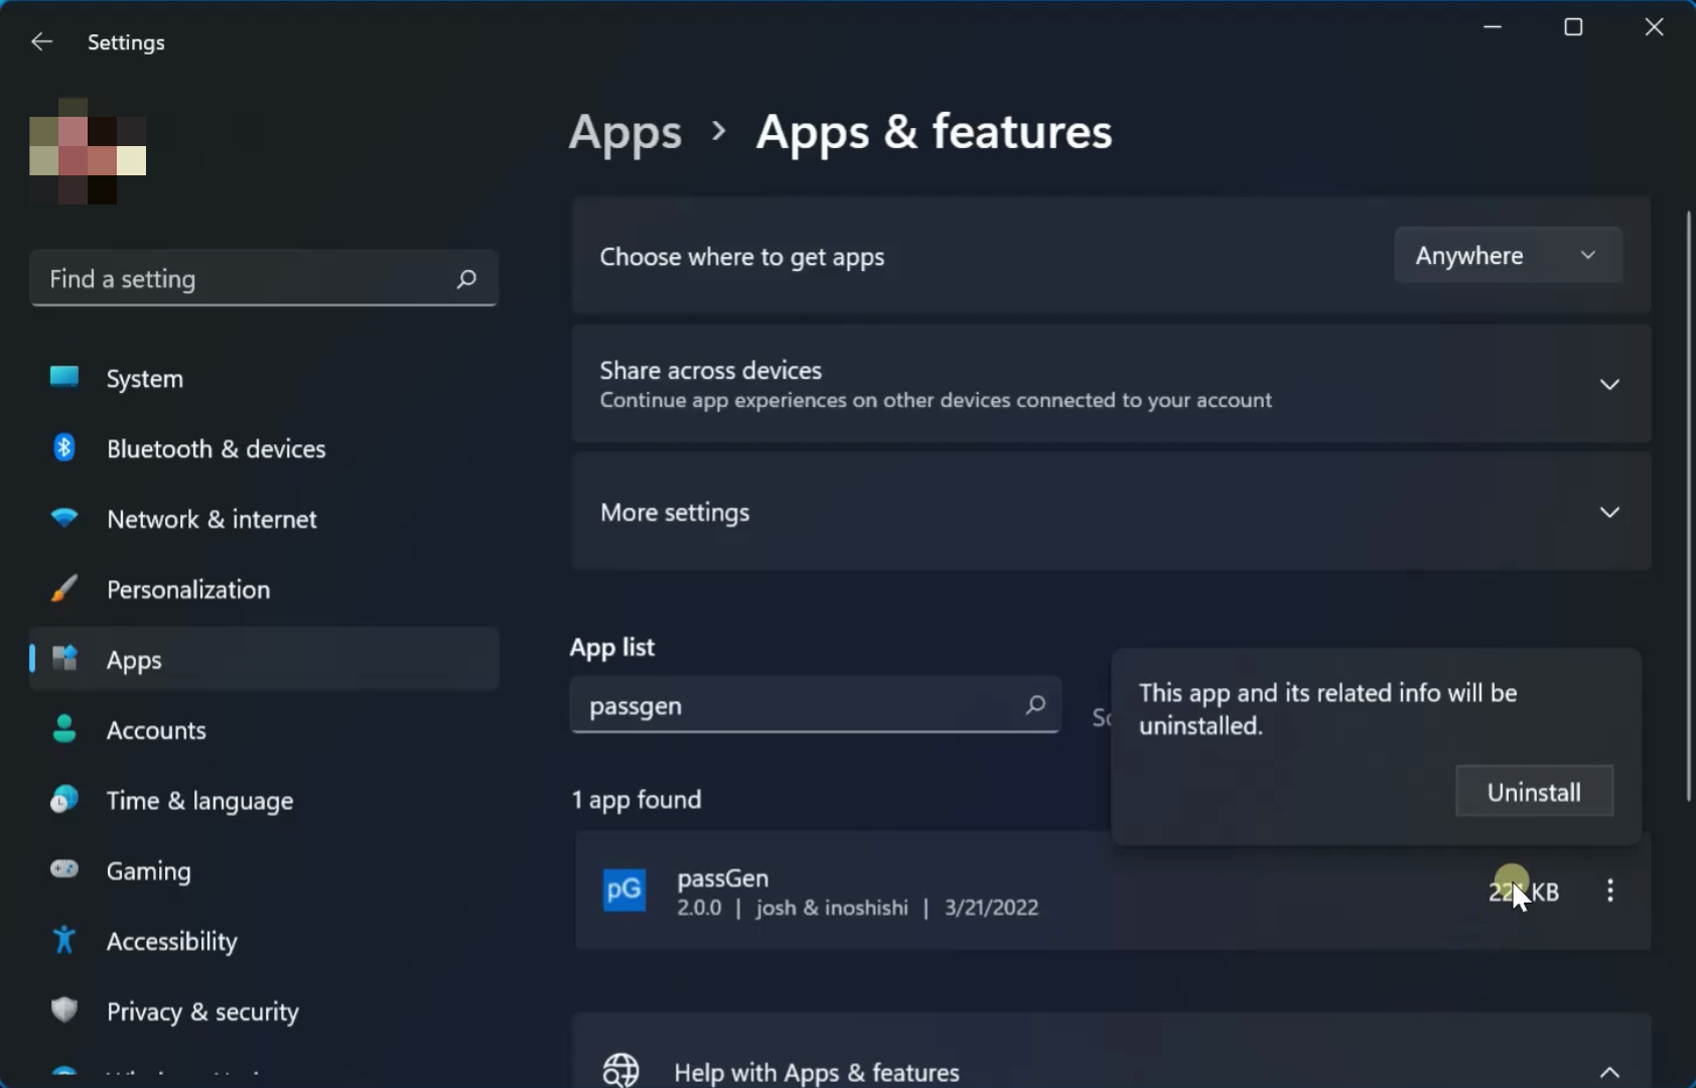 Settings
Find a setting
System
Bluetooth & devices
Network & internet
Personalization
Apps
Accounts
Time & language
Gaming
Accessibility
Privacy & security
Apps > Apps & features
Choose where to get apps
Anywhere
Share across devices
Continue app experiences on other devices connected to your account
More settings
App list
passgen
This app and its related info will be
uninstalled.
Uninstall
1 app found
pG
passGen
2.0.0 | josh & inoshishi | 3/21/2022
KB
Help with Apps & features